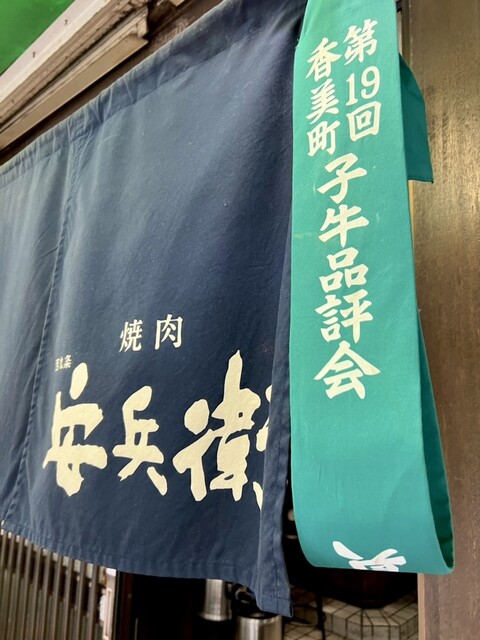 第19回
香美町子牛品評会
焼肉
安兵衛